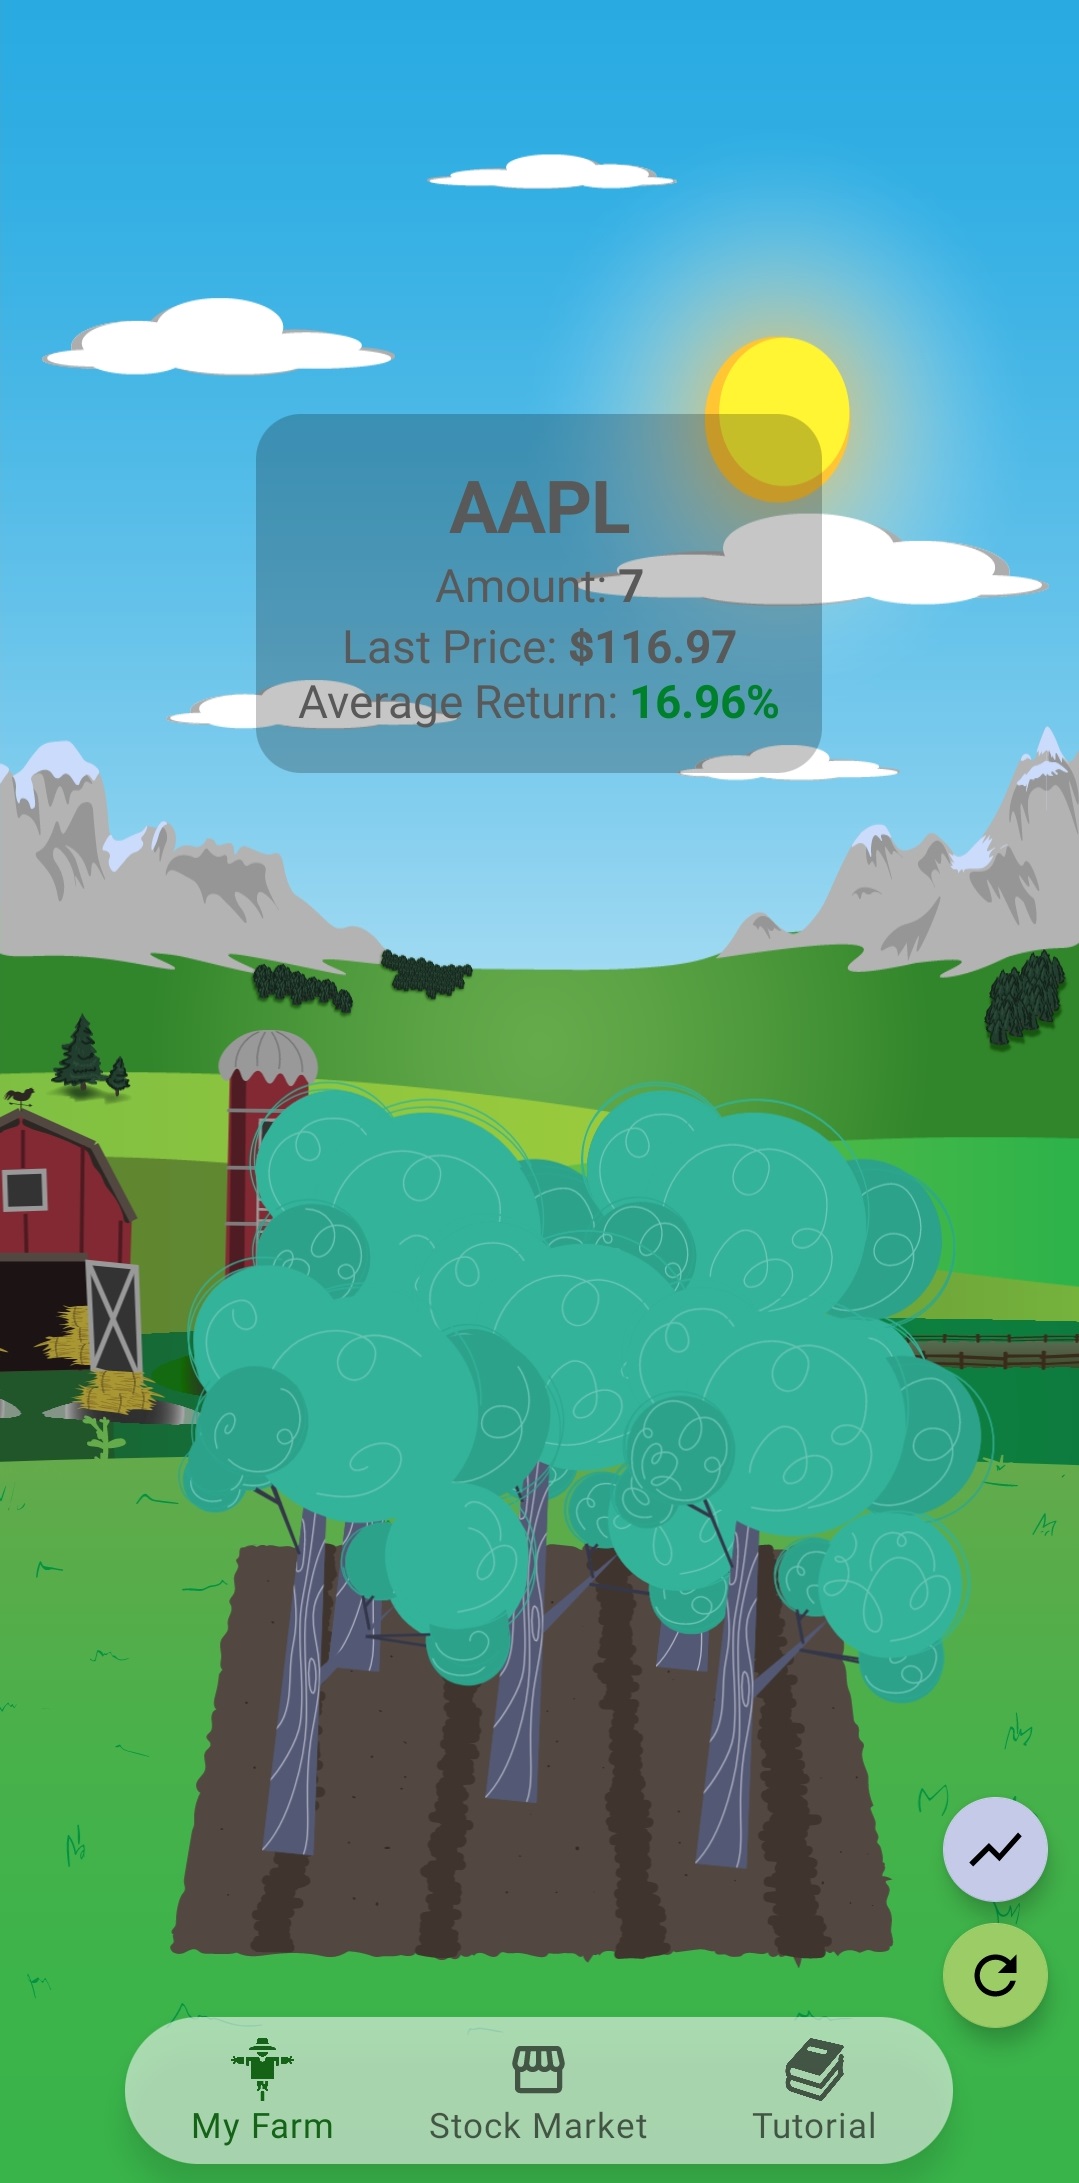 AAPL
Amount: 7
Last Price: $116.97
Average Return: 16.96%
My Farm
Stock Market
Tutorial